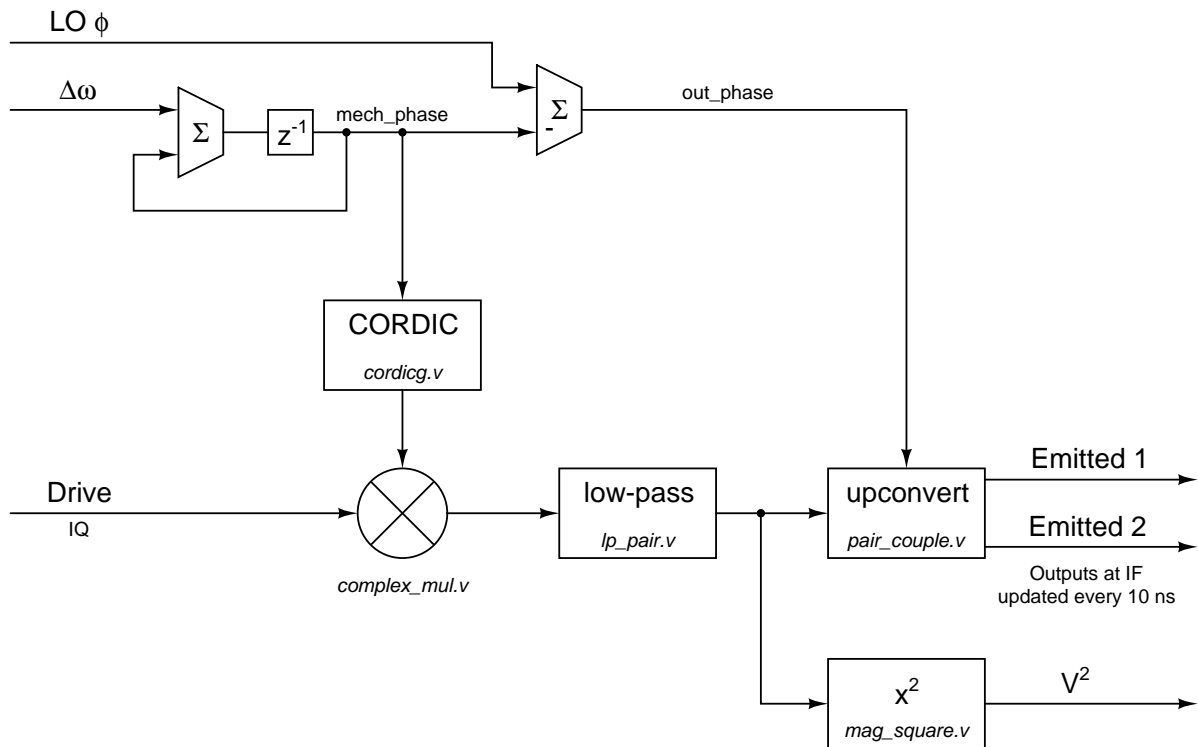 LO ϕ
Δω
Σ
z⁻¹
mech_phase
Σ
-
out_phase
CORDIC
cordicg.v
Drive
IQ
complex_mul.v
low-pass
lp_pair.v
upconvert
pair_couple.v
Emitted 1
Emitted 2
Outputs at IF
updated every 10 ns
x²
mag_square.v
V²